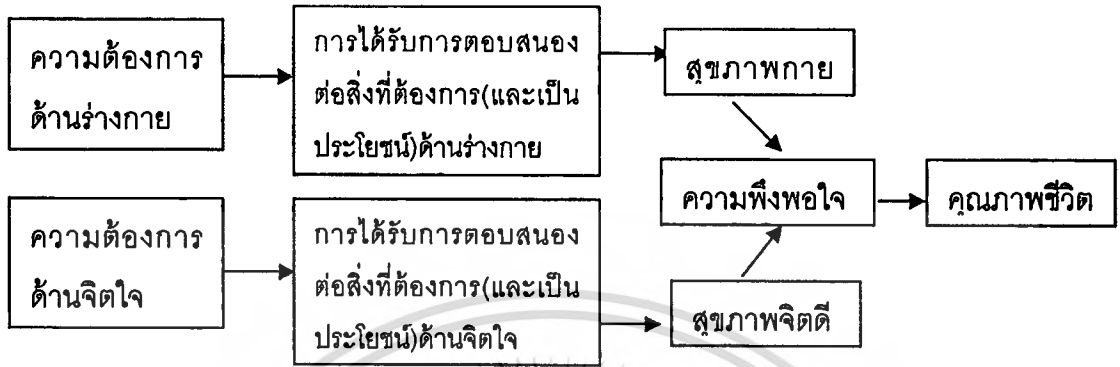 ความต้องการ
ด้านร่างกาย
การได้รับการตอบสนอง
ต่อสิ่งที่ต้องการ(และเป็น
ประโยชน์)ด้านร่างกาย
สุขภาพกาย
ความพึงพอใจ
คุณภาพชีวิต
ความต้องการ
ด้านจิตใจ
การได้รับการตอบสนอง
ต่อสิ่งที่ต้องการ(และเป็น
ประโยชน์)ด้านจิตใจ
สุขภาพจิตดี